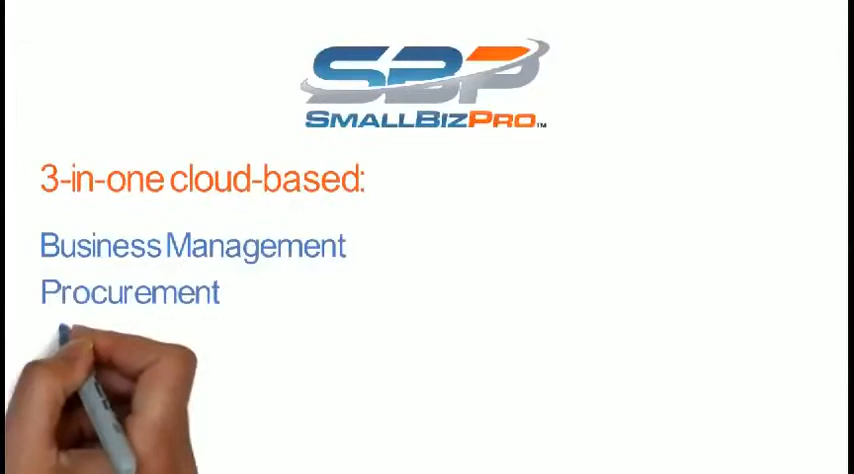 SBP
SMALLBIZPRO™
3-in-one cloud-based:
Business Management
Procurement